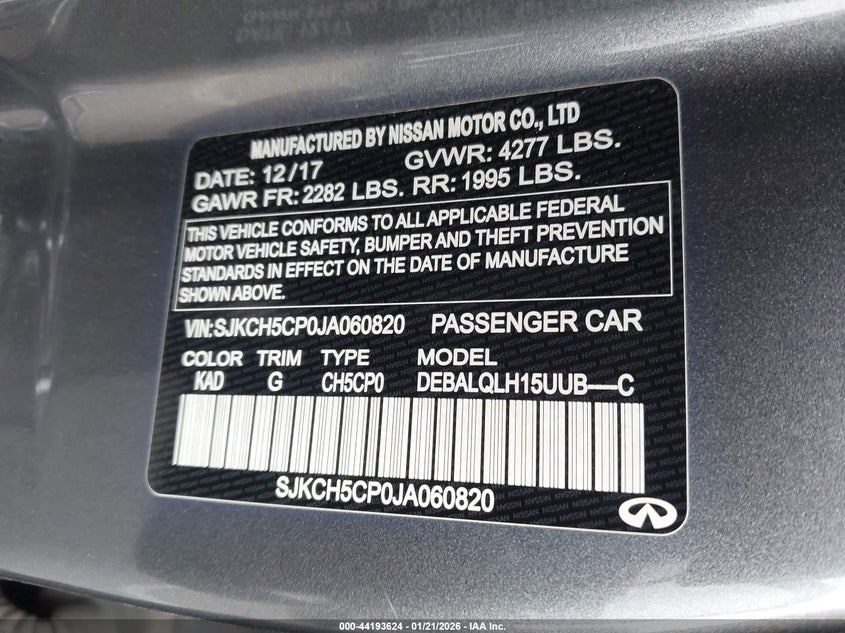 MANUFACTURED BY NISSAN MOTOR CO., LTD
DATE: 12/17 GVWR: 4277 LBS.
GAWR FR: 2282 LBS. RR: 1995 LBS.
THIS VEHICLE CONFORMS TO ALL APPLICABLE FEDERAL
MOTOR VEHICLE SAFETY, BUMPER AND THEFT PREVENTION
STANDARDS IN EFFECT ON THE DATE OF MANUFACTURE
SHOWN ABOVE.
VIN: SJKCH5CP0JA060820 PASSENGER CAR
COLOR TRIM TYPE MODEL
KAD G CH5CP0 DEBALQLH15UUB----C
SJKCH5CP0JA060820
000-44193624 - 01/21/2026 - IAA Inc.